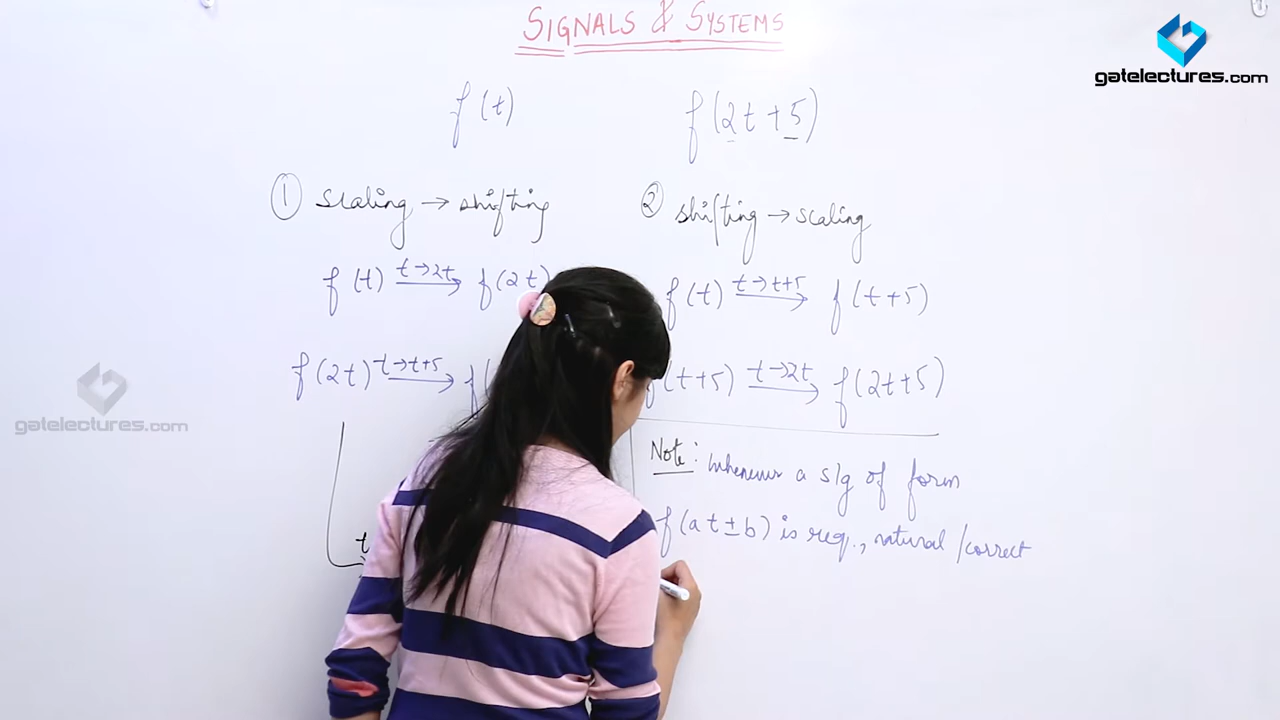 SIGNALS & SYSTEMS
gatelectures.com
f(t)
f(2t+5)
① scaling → shifting
② shifting → scaling
f(t) t→2t f(2t)
f(t) t→t+5 f(t+5)
f(2t) t→t+5 f(
f(t+5) t→2t f(2t+5)
gatelectures.com
Note: Whenever a s/g of form
f(at±b) is req., natural/correct
t